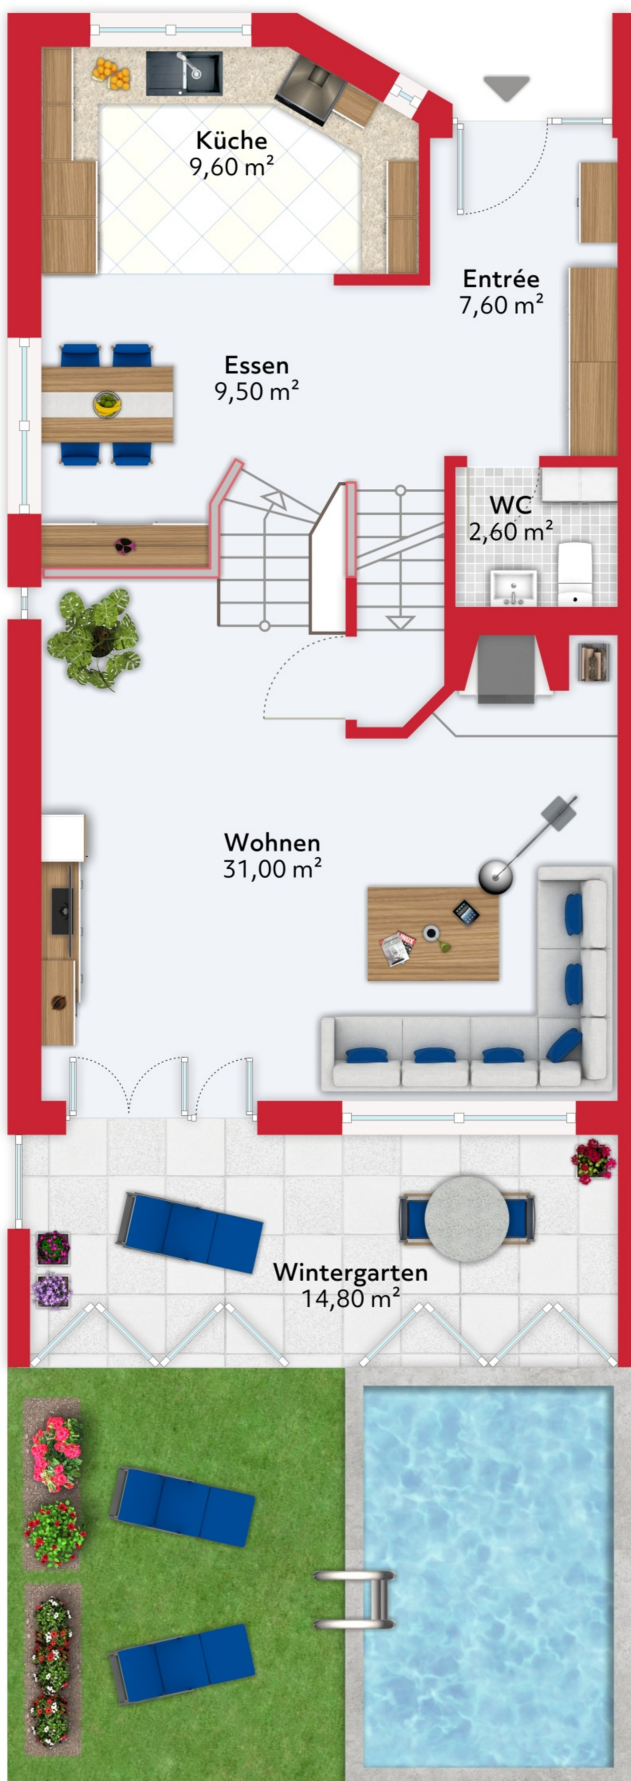 Küche
9,60 m²
Entrée
7,60 m²
Essen
9,50 m²
WC
2,60 m²
Wohnen
31,00 m²
Wintergarten
14,80 m²